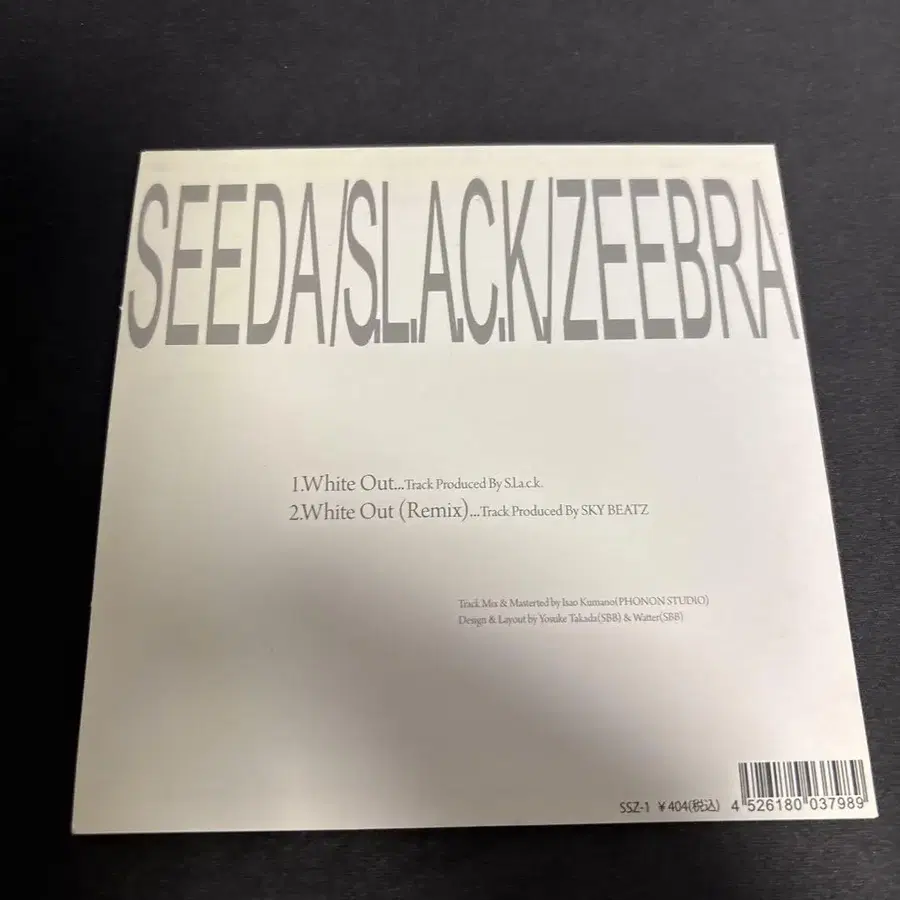 SEEDA/S.L.A.C.K./ZEEBRA
1.White Out...Track Produced By S.l.a.c.k.
2.White Out (Remix)...Track Produced By SKY BEATZ
Track Mix & Masterted by Isao Kumano(PHONON STUDIO)
Design & Layout by Yosuke Takada(SBB) & Watter(SBB)
SSZ-1 ¥404(税込) 4 526180 037989